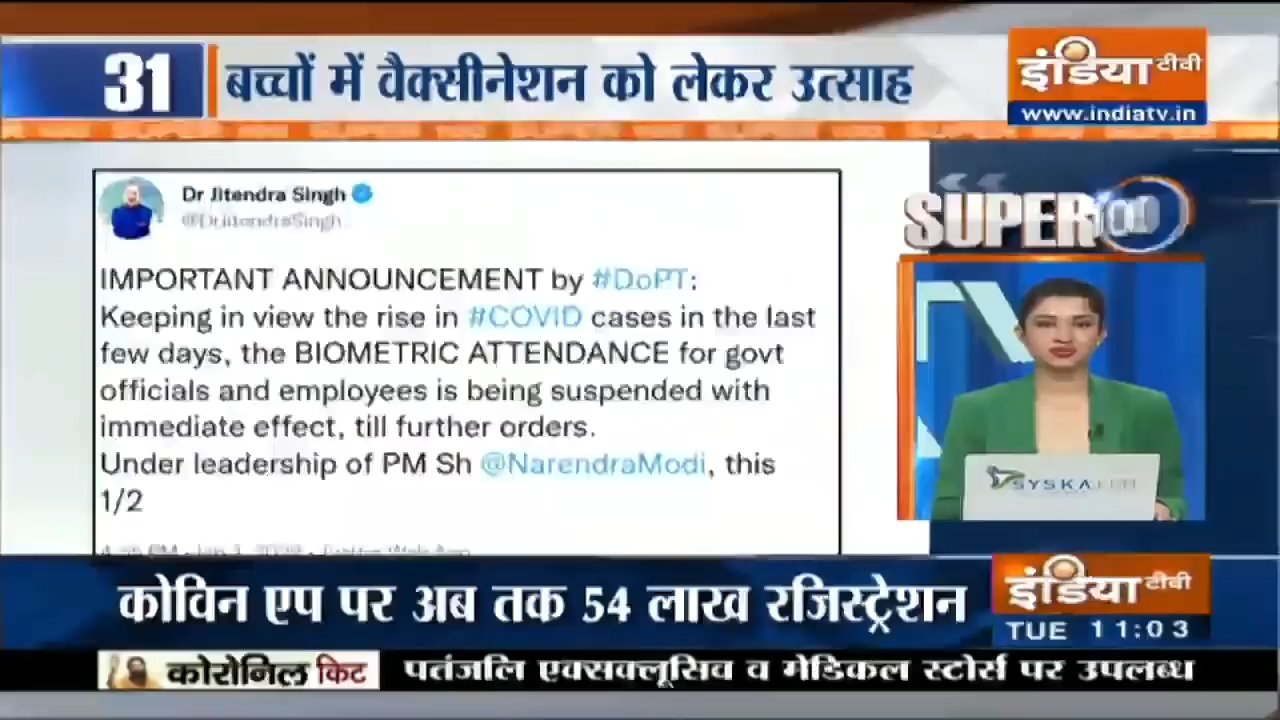 31
बच्चों में वैक्सीनेशन को लेकर उत्साह
इंडिया टीवी
www.indiatv.in
Dr Jitendra Singh
@DrJitendraSingh
IMPORTANT ANNOUNCEMENT by #DoPT:
Keeping in view the rise in #COVID cases in the last
few days, the BIOMETRIC ATTENDANCE for govt
officials and employees is being suspended with
immediate effect, till further orders.
Under leadership of PM Sh @NarendraModi, this
1/2
SUPER 100
SYSKA
कोविन एप पर अब तक 54 लाख रजिस्ट्रेशन
इंडिया टीवी
TUE 11:03
कोरोनिल किट
पतंजलि एक्सक्लूसिव व मेडिकल स्टोर्स पर उपलब्ध